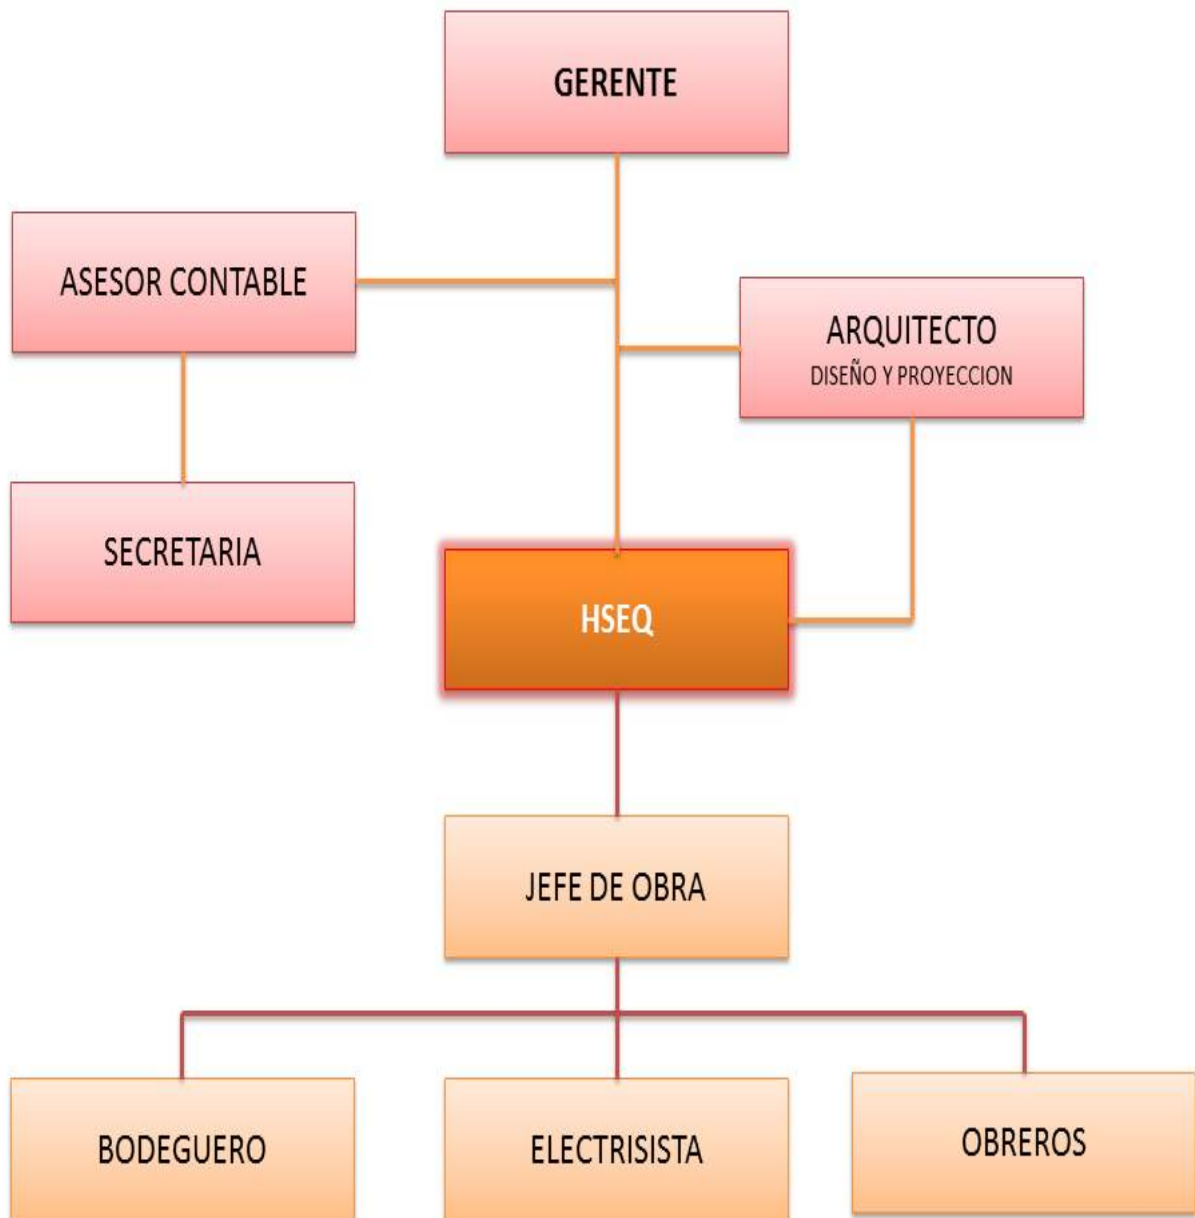 GERENTE
ASESOR CONTABLE
ARQUITECTO
DISEÑO Y PROYECCION
SECRETARIA
HSEQ
JEFE DE OBRA
BODEGUERO
ELECTRISISTA
OBREROS